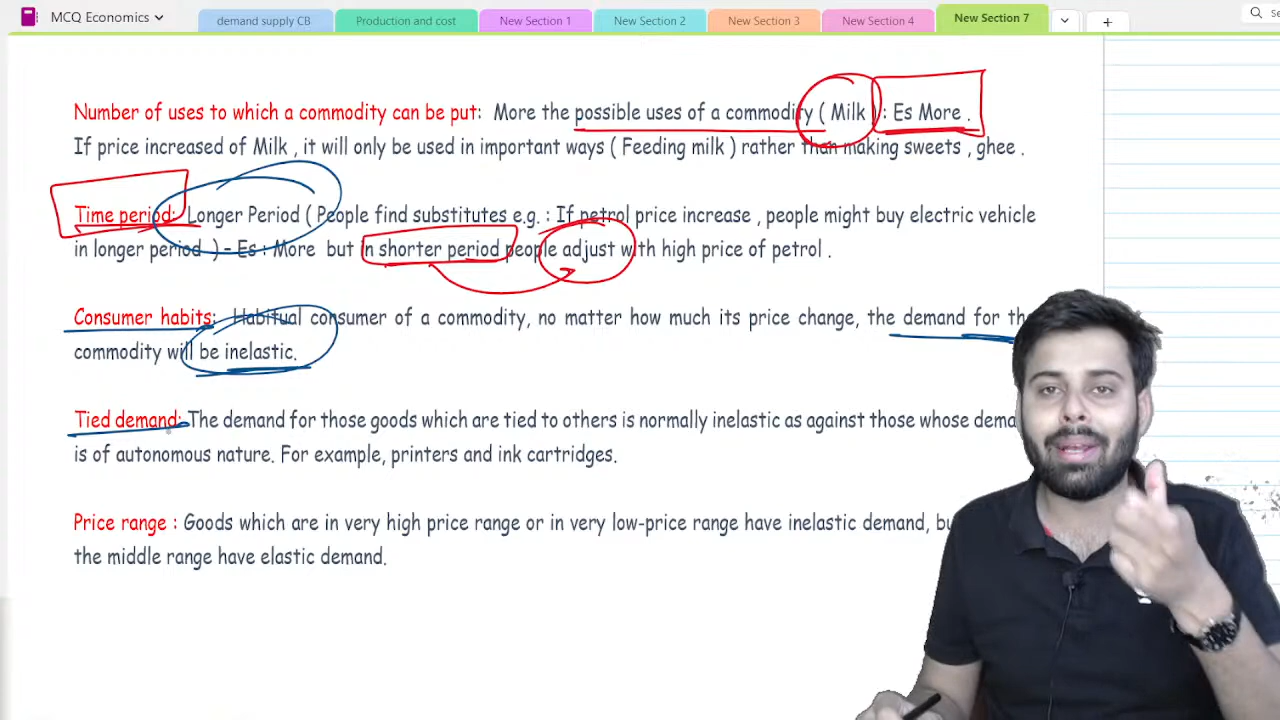 MCQ Economics
demand supply CB
Production and cost
New Section 1
New Section 2
New Section 3
New Section 4
New Section 7
+
Number of uses to which a commodity can be put: More the possible uses of a commodify ( Milk ) : Es More .
If price increased of Milk , it will only be used in important ways ( Feeding milk ) rather than making sweets , ghee .
Time period: Longer Period ( People find substitutes e.g. : If petrol price increase , people might buy electric vehicle
in longer period ) - Es : More but in shorter period people adjust with high price of petrol .
Consumer habits: Habitual consumer of a commodity, no matter how much its price change, the demand for the
commodity will be inelastic.
Tied demand: The demand for those goods which are tied to others is normally inelastic as against those whose
is of autonomous nature. For example, printers and ink cartridges.
Price range : Goods which are in very high price range or in very low-price range have inelastic demand,
the middle range have elastic demand.